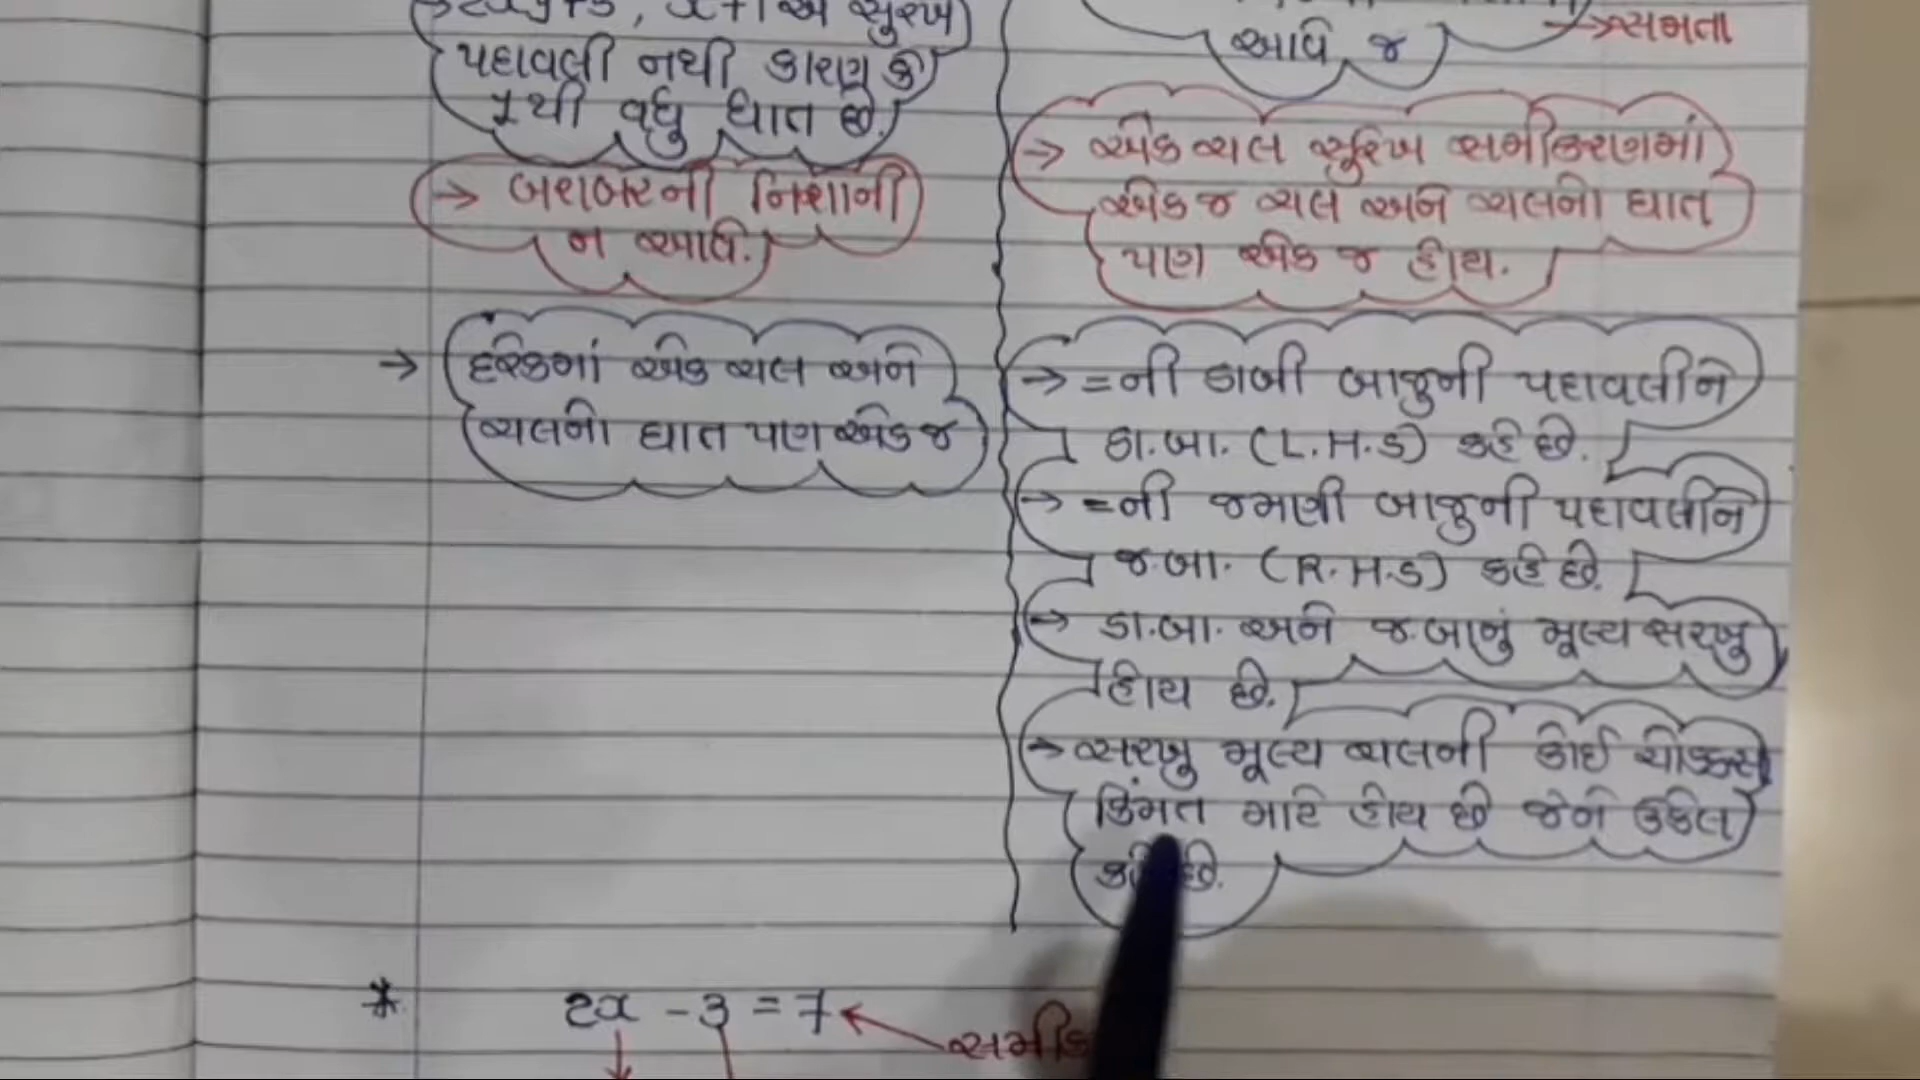 એ સુરેખ
પદાવલી નથી કારણ કે
1થી વધુ ઘાત છે.
→ બરાબરની નિશાની
ન આવે.
→ દરેકમાં એક ચલ અને
ચલની ઘાત પણ એક જ
આવે જ
→ સમતા
→ એક ચલ સુરેખ સમીકરણમાં
એક જ ચલ અને ચલની ઘાત
પણ એક જ હોય.
→ =ની ડાબી બાજુની પદાવલીને
ડા.બા. (L.H.S) કહે છે.
→ =ની જમણી બાજુની પદાવલીને
જ.બા. (R.H.S) કહે છે.
→ ડા.બા. અને જ.બાનું મૂલ્ય સરખુ
હોય છે.
→ સરખુ મૂલ્ય ચલની કોઈ ચોક્કસ
કિંમત માટે હોય છે જેને ઉકેલ
છે.
* 2x - 3 = 7 ←